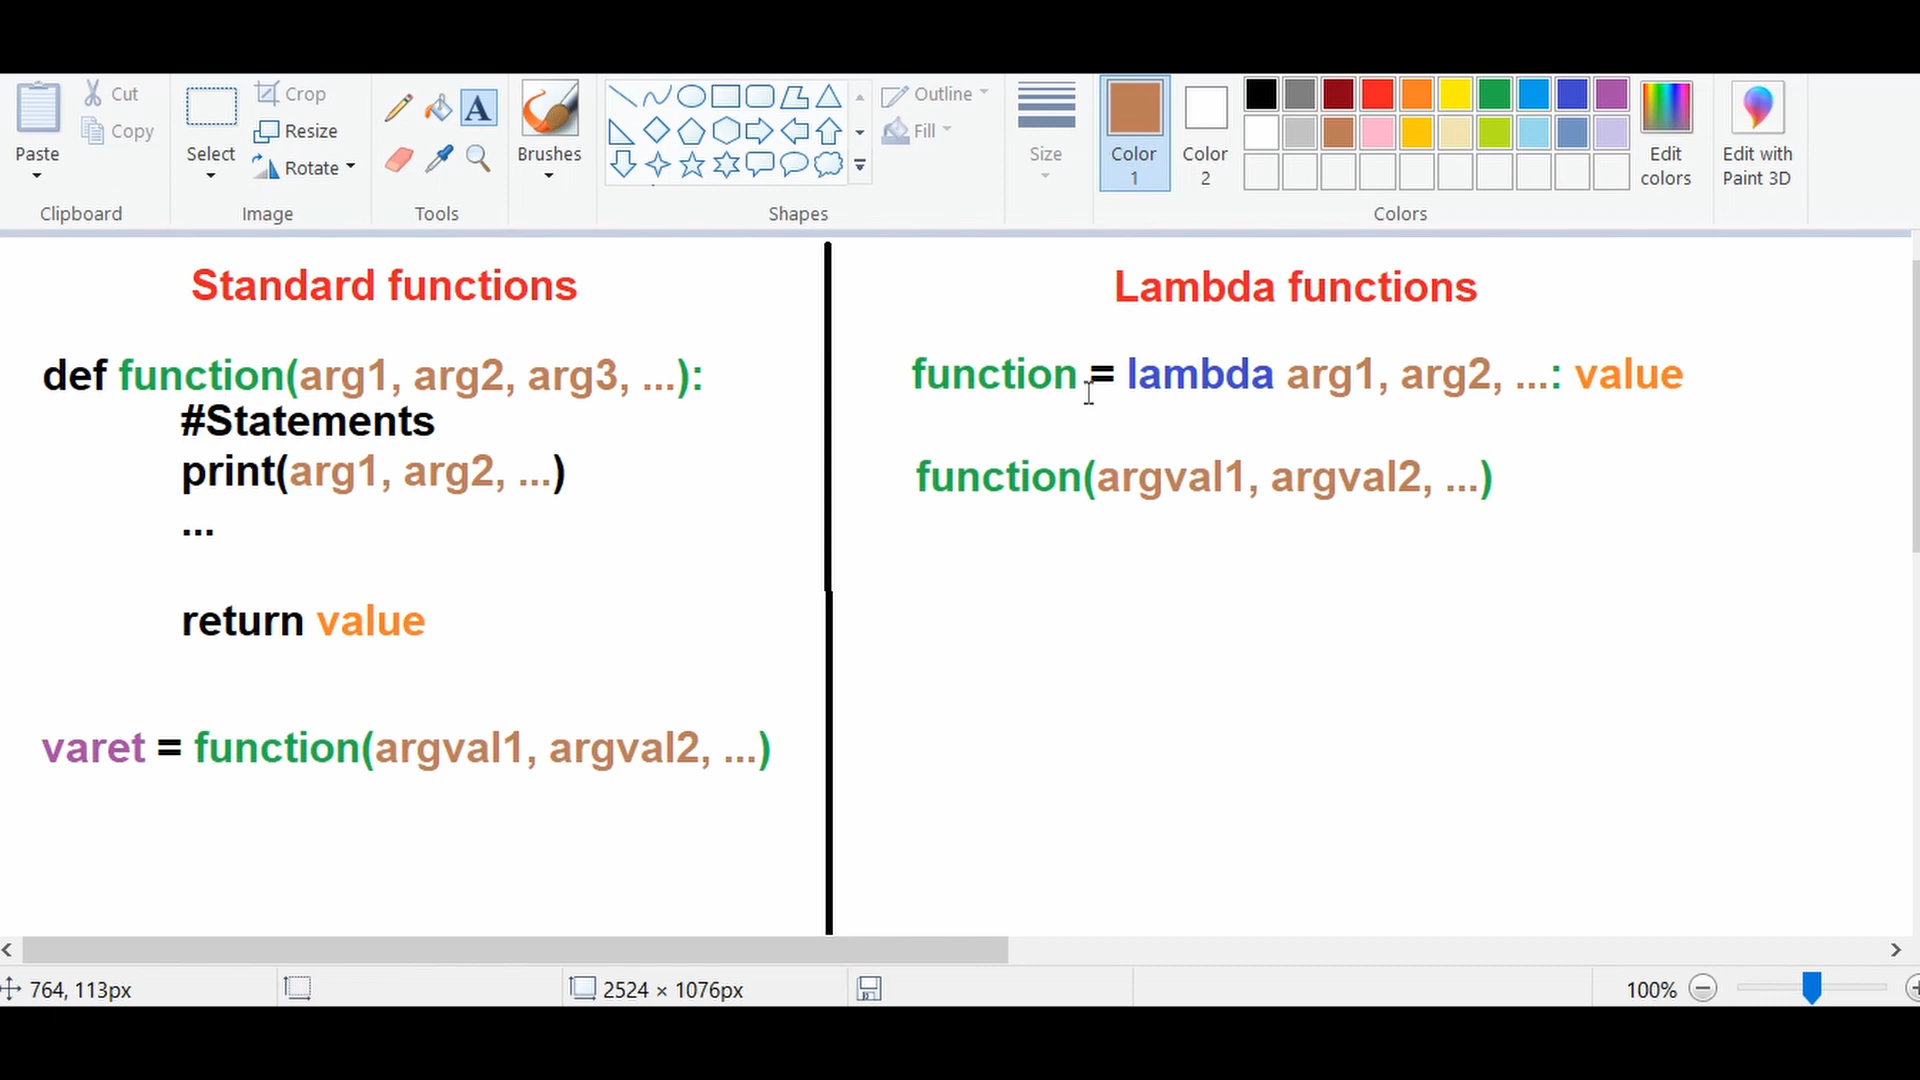 Cut
Copy
Paste
Clipboard
Select
Crop
Resize
Rotate
Image
A
Tools
Brushes
Shapes
Outline
Fill
Size
Color
1
Color
2
Edit
colors
Edit with
Paint 3D
Colors
Standard functions
def function(arg1, arg2, arg3, ...):
#Statements
print(arg1, arg2, ...)
...
return value
varet = function(argval1, argval2, ...)
Lambda functions
function = lambda arg1, arg2, ...: value
function(argval1, argval2, ...)
764, 113px
2524 × 1076px
100%